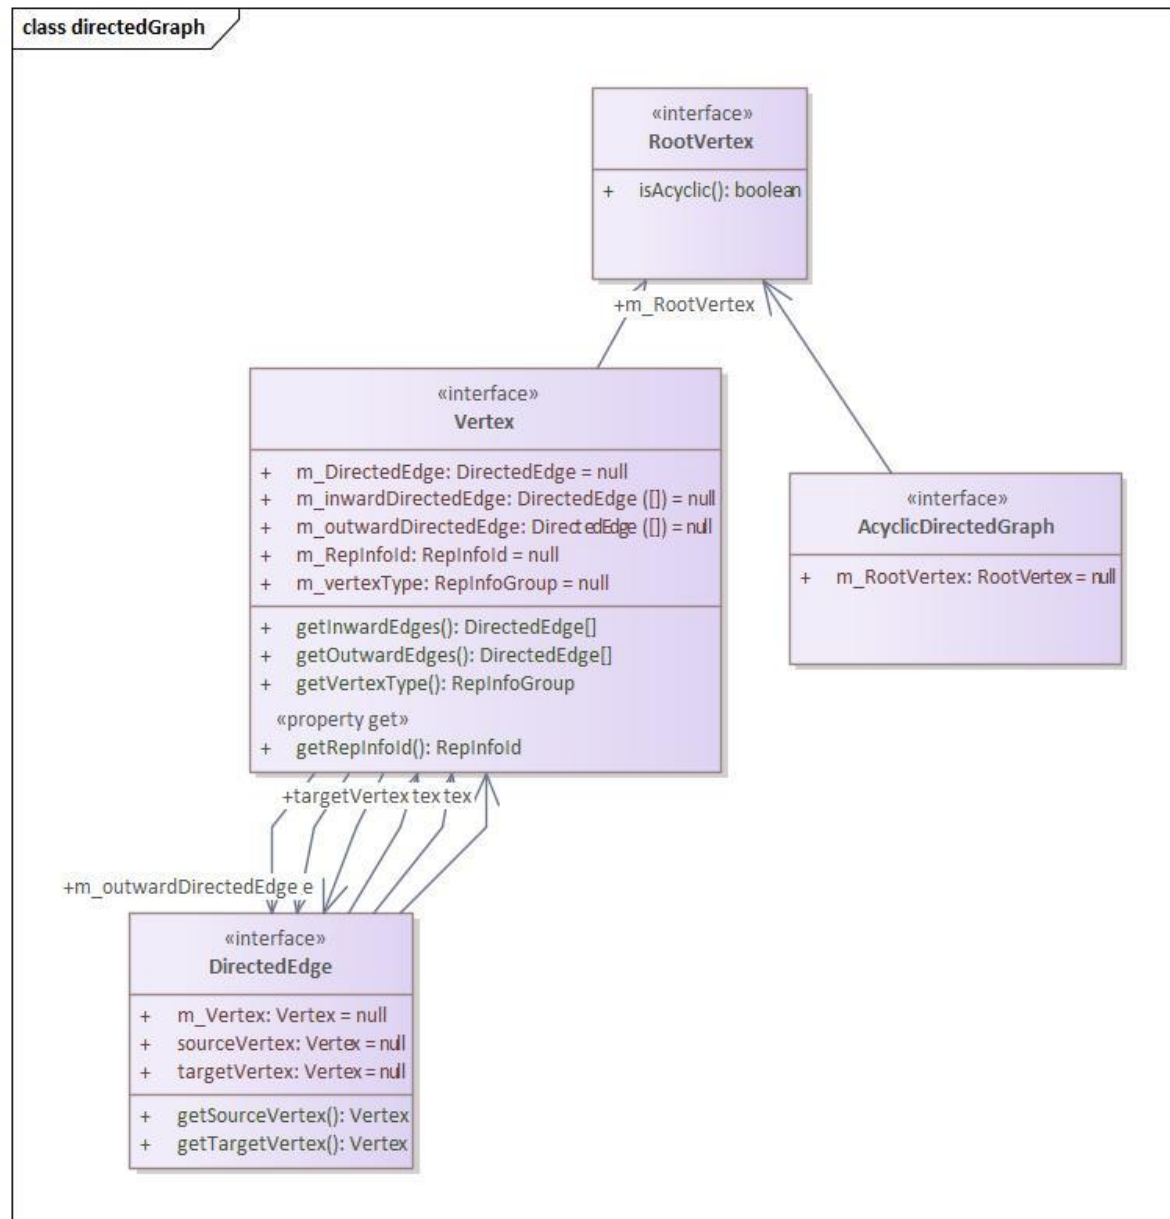 class directedGraph
«interface»
RootVertex
+ isAcyclic(): boolean
+m_RootVertex
«interface»
Vertex
+ m_DirectedEdge: DirectedEdge = null
+ m_inwardDirectedEdge: DirectedEdge ([]) = null
+ m_outwardDirectedEdge: DirectedEdge ([]) = null
+ m_RepInfoId: RepInfoId = null
+ m_vertexType: RepInfoGroup = null
+ getInwardEdges(): DirectedEdge[]
+ getOutwardEdges(): DirectedEdge[]
+ getVertexType(): RepInfoGroup
«property get»
+ getRepInfoId(): RepInfoId
«interface»
AcyclicDirectedGraph
+ m_RootVertex: RootVertex = null
+targetVertex tex tex
+m_outwardDirectedEdge e
«interface»
DirectedEdge
+ m_Vertex: Vertex = null
+ sourceVertex: Vertex = null
+ targetVertex: Vertex = null
+ getSourceVertex(): Vertex
+ getTargetVertex(): Vertex